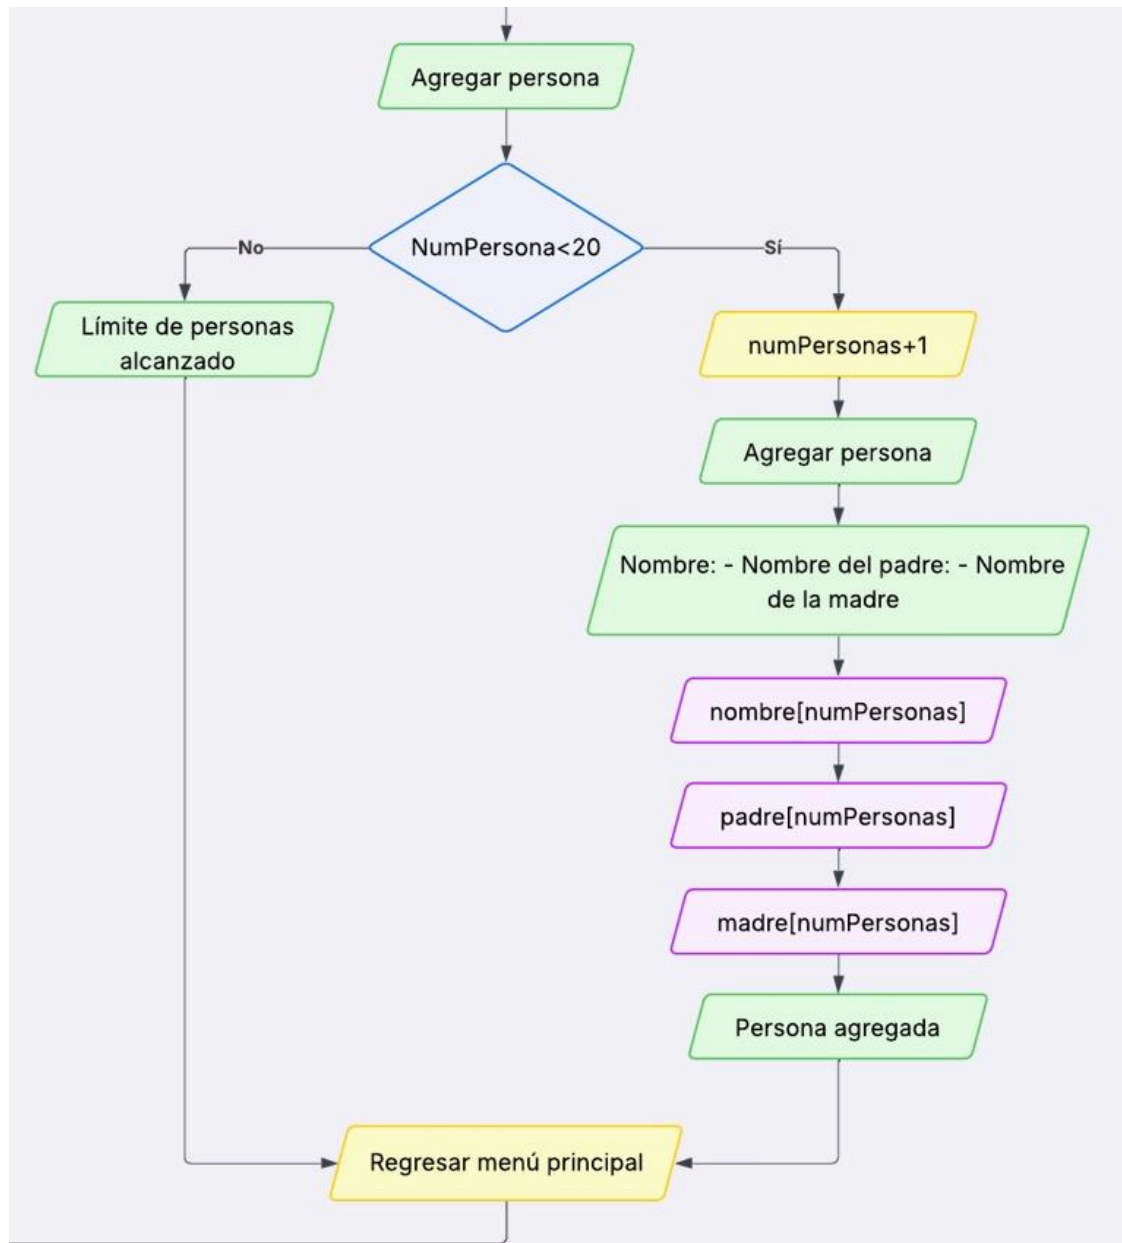 Agregar persona
NumPersona<20
No
Sí
Límite de personas
alcanzado
numPersonas+1
Agregar persona
Nombre: - Nombre del padre: - Nombre
de la madre
nombre[numPersonas]
padre[numPersonas]
madre[numPersonas]
Persona agregada
Regresar menú principal